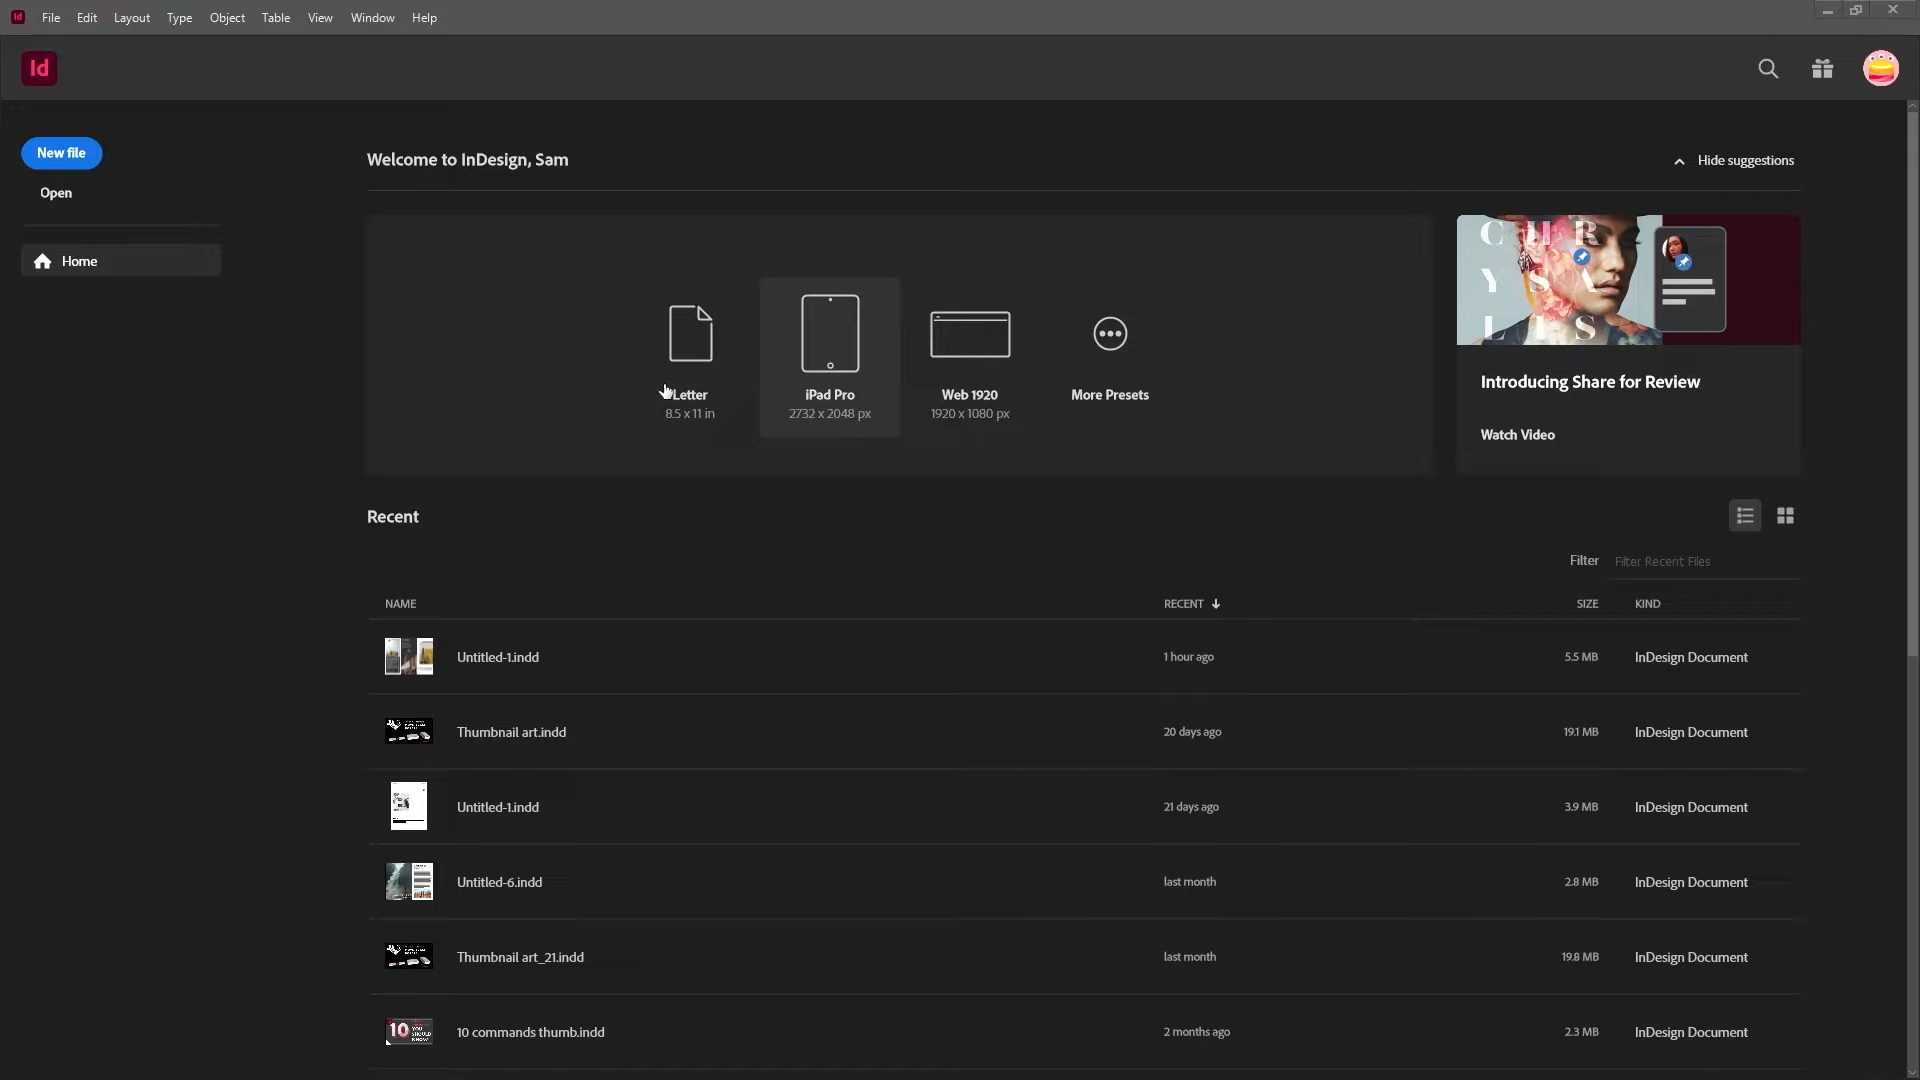 Id File Edit Layout Type Object Table View Window Help
Id
New file
Open
Home
Welcome to InDesign, Sam
Hide suggestions
Letter
8.5 x 11 in
iPad Pro
2732 x 2048 px
Web 1920
1920 x 1080 px
More Presets
C H R
Y S A
L I S
Introducing Share for Review
Watch Video
Recent
Filter Filter Recent Files
NAME RECENT SIZE KIND
Untitled-1.indd 1 hour ago 5.5 MB InDesign Document
Thumbnail art.indd 20 days ago 19.1 MB InDesign Document
Untitled-1.indd 21 days ago 3.9 MB InDesign Document
Untitled-6.indd last month 2.8 MB InDesign Document
Thumbnail art_21.indd last month 19.8 MB InDesign Document
10 YOU SHOULD KNOW
10 commands thumb.indd 2 months ago 2.3 MB InDesign Document